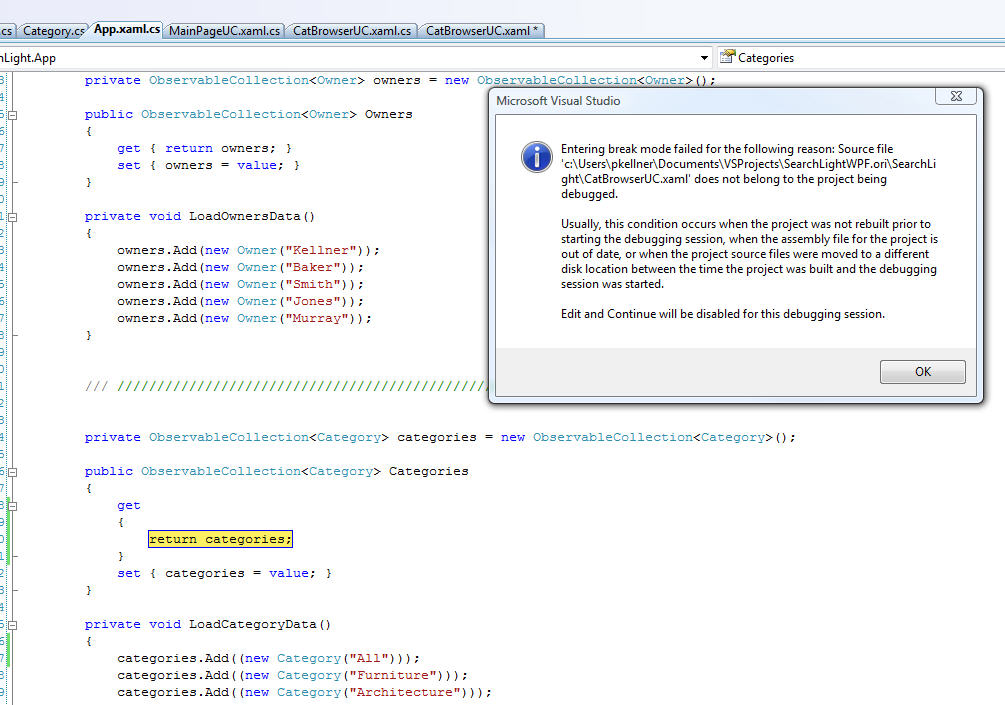 .cs Category.cs App.xaml.cs MainPageUC.xaml.cs CatBrowserUC.xaml.cs CatBrowserUC.xaml *
nLight.App Categories
private ObservableCollection<Owner> owners = new ObservableCollection<Owner>();
public ObservableCollection<Owner> Owners
{
get { return owners; }
set { owners = value; }
}
private void LoadOwnersData()
{
owners.Add(new Owner("Kellner"));
owners.Add(new Owner("Baker"));
owners.Add(new Owner("Smith"));
owners.Add(new Owner("Jones"));
owners.Add(new Owner("Murray"));
}
/// //////////////////////////////////////////////
private ObservableCollection<Category> categories = new ObservableCollection<Category>();
public ObservableCollection<Category> Categories
{
get
{
return categories;
}
set { categories = value; }
}
private void LoadCategoryData()
{
categories.Add((new Category("All")));
categories.Add((new Category("Furniture")));
categories.Add((new Category("Architecture")));
Microsoft Visual Studio
Entering break mode failed for the following reason: Source file
'c:\Users\pkellner\Documents\VSProjects\SearchLightWPF.ori\SearchLi
ght\CatBrowserUC.xaml' does not belong to the project being
debugged.
Usually, this condition occurs when the project was not rebuilt prior to
starting the debugging session, when the assembly file for the project is
out of date, or when the project source files were moved to a different
disk location between the time the project was built and the debugging
session was started.
Edit and Continue will be disabled for this debugging session.
OK